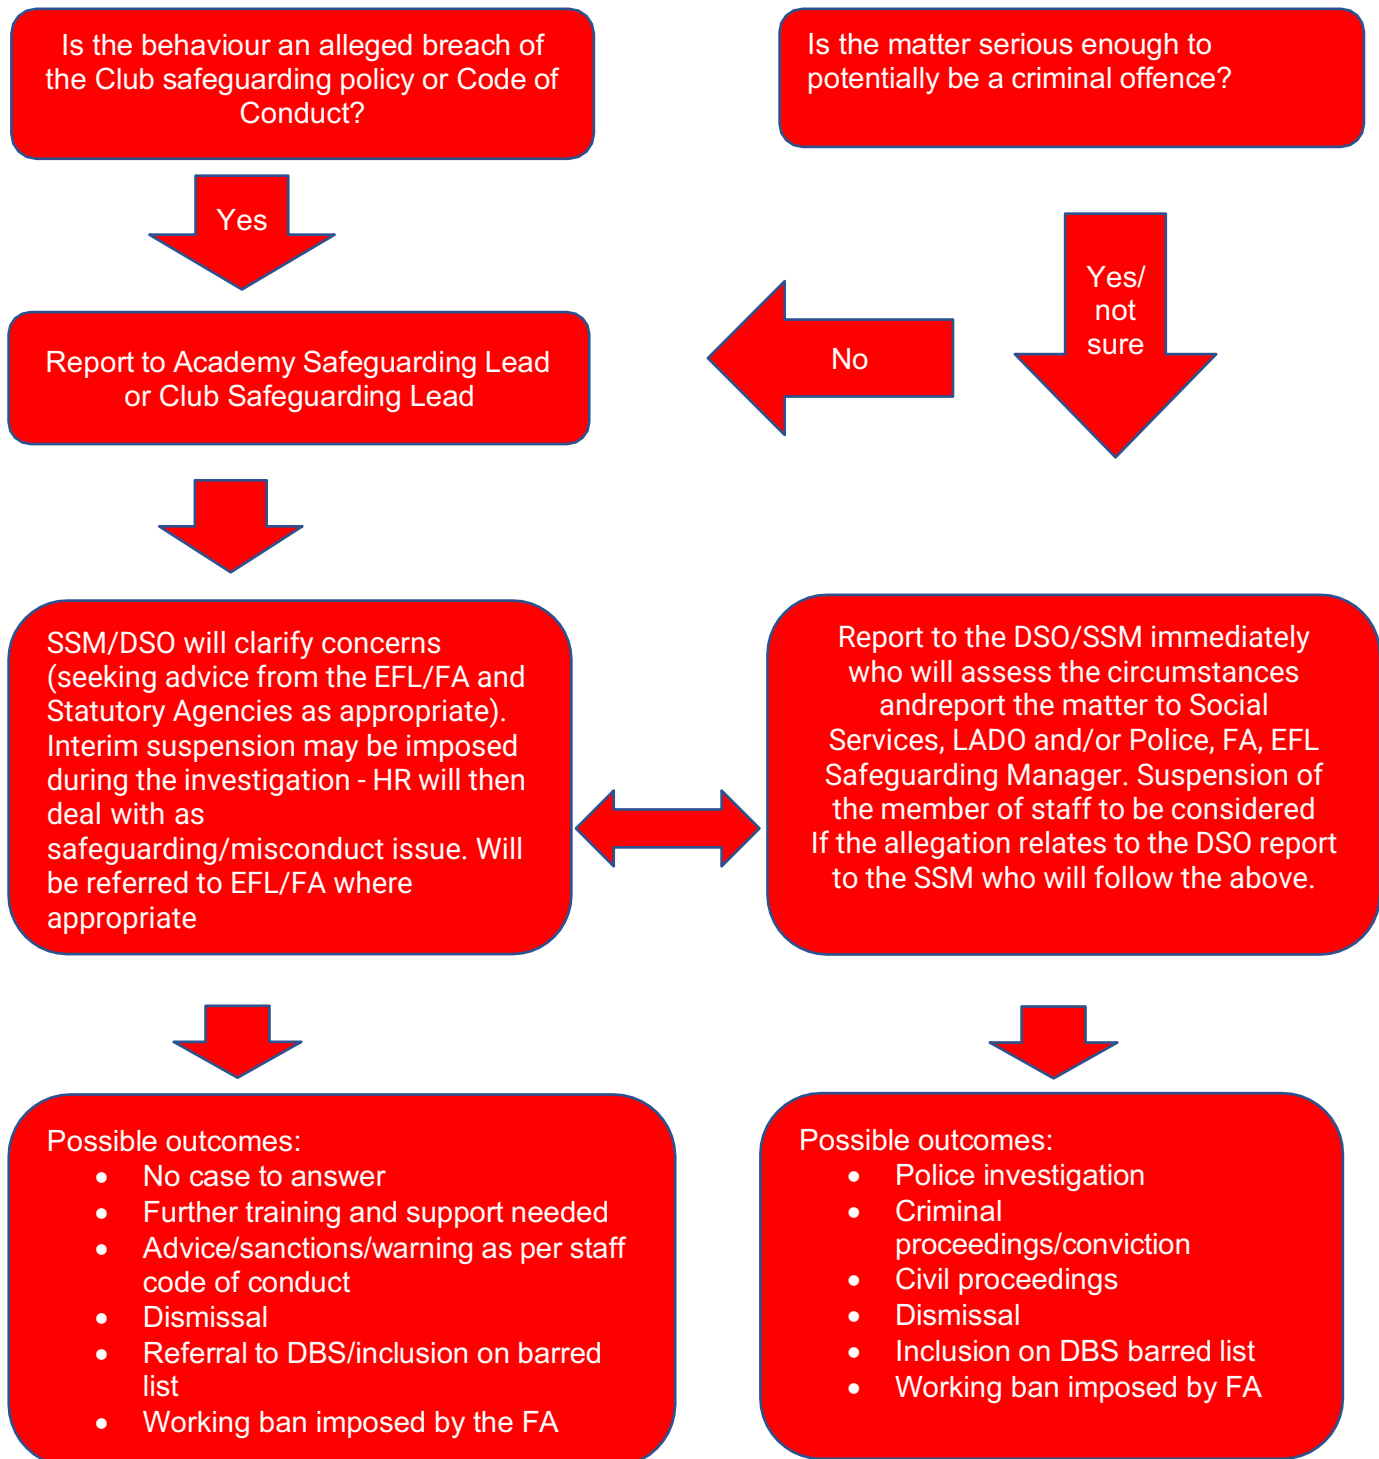 Is the behaviour an alleged breach of
the Club safeguarding policy or Code of
Conduct?
Is the matter serious enough to
potentially be a criminal offence?
Yes
Yes/
not
sure
No
Report to Academy Safeguarding Lead
or Club Safeguarding Lead
SSM/DSO will clarify concerns
(seeking advice from the EFL/FA and
Statutory Agencies as appropriate).
Interim suspension may be imposed
during the investigation - HR will then
deal with as
safeguarding/misconduct issue. Will
be referred to EFL/FA where
appropriate
Report to the DSO/SSM immediately
who will assess the circumstances
andreport the matter to Social
Services, LADO and/or Police, FA, EFL
Safeguarding Manager. Suspension of
the member of staff to be considered
If the allegation relates to the DSO report
to the SSM who will follow the above.
Possible outcomes:
• No case to answer
• Further training and support needed
• Advice/sanctions/warning as per staff
code of conduct
• Dismissal
• Referral to DBS/inclusion on barred
list
• Working ban imposed by the FA
Possible outcomes:
• Police investigation
• Criminal
proceedings/conviction
• Civil proceedings
• Dismissal
• Inclusion on DBS barred list
• Working ban imposed by FA